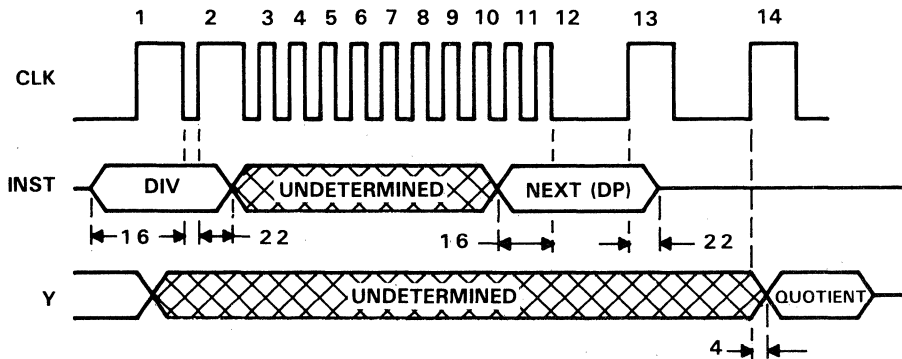 1 2 3 4 5 6 7 8 9 10 11 12 13 14
CLK
INST DIV UNDETERMINED NEXT (DP)
16 22 16 22
Y UNDETERMINED QUOTIENT
4